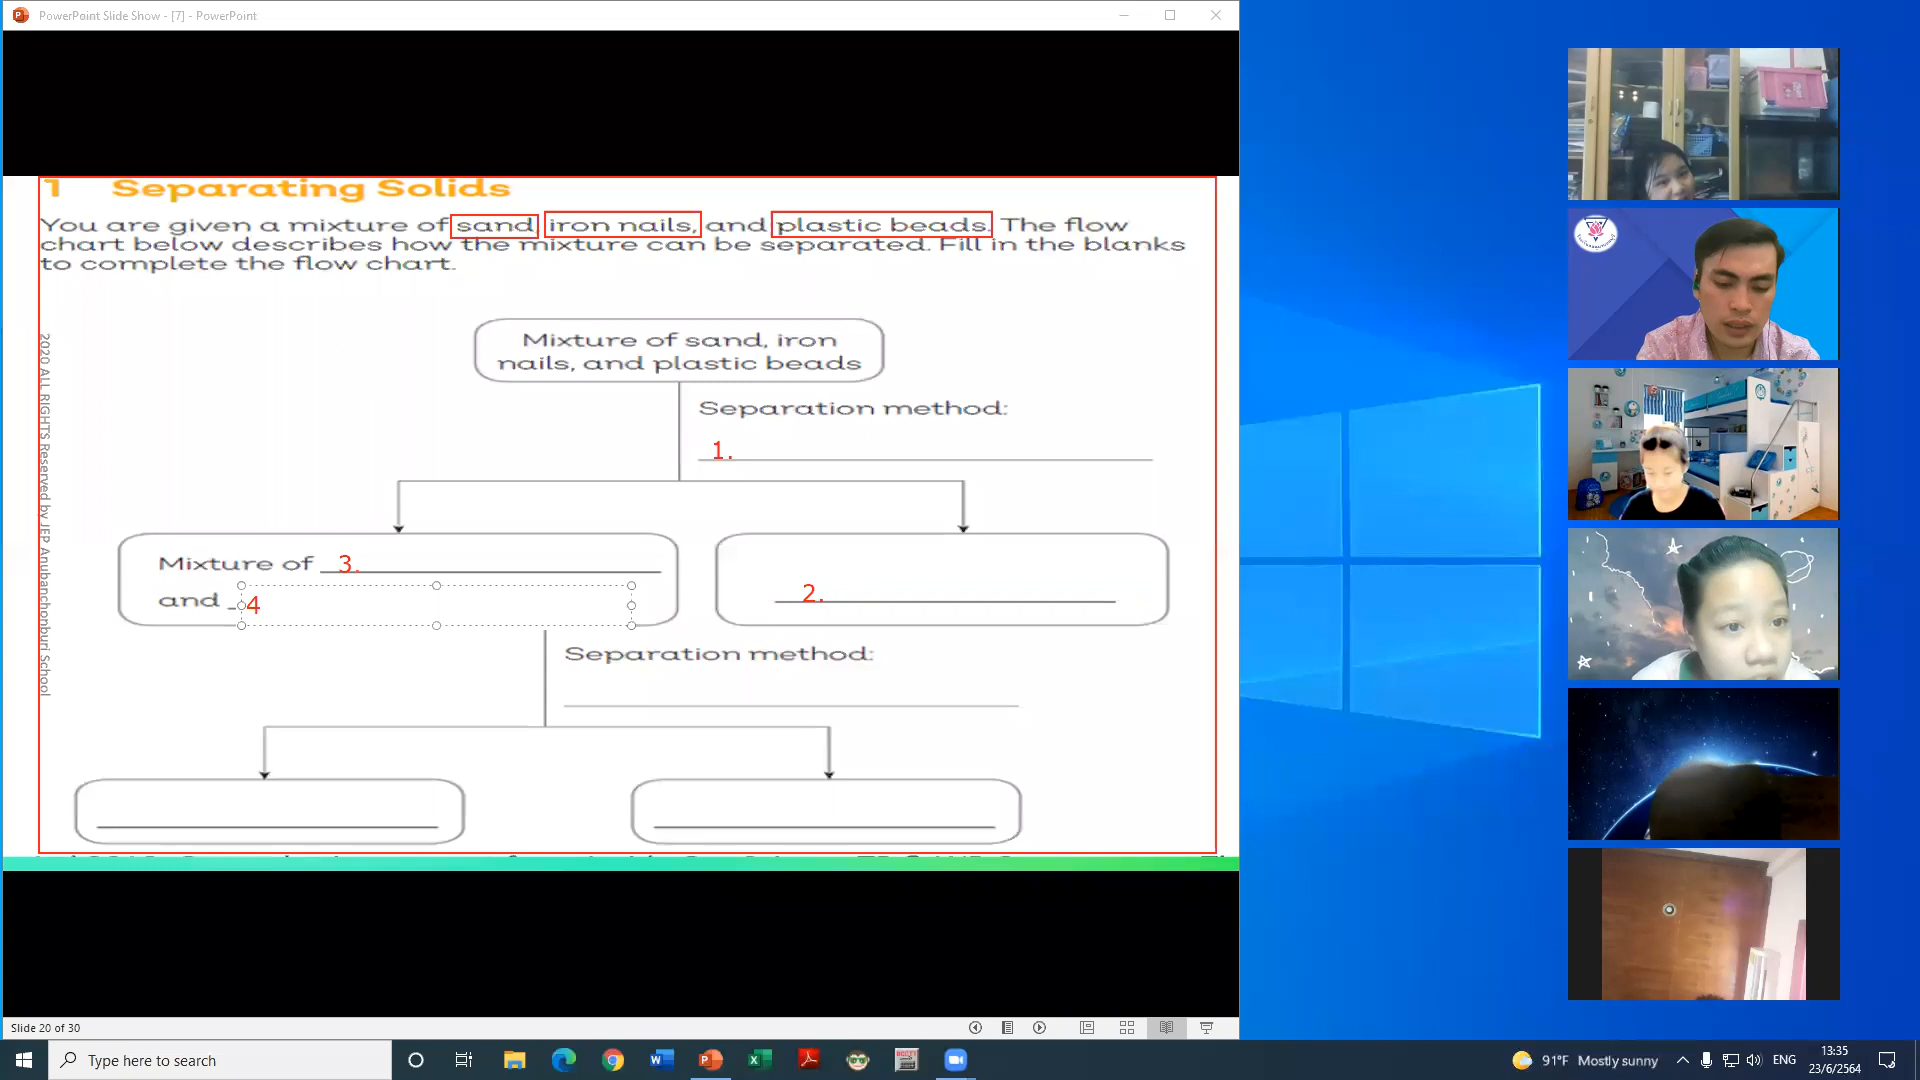 PowerPoint Slide Show - [7] - PowerPoint
1 Separating Solids
You are given a mixture of sand, iron nails, and plastic beads. The flow
chart below describes how the mixture can be separated. Fill in the blanks
to complete the flow chart.
2020 ALL RIGHTS Reserved by JEP Anubanchonburi School
Mixture of sand, iron
nails, and plastic beads
Separation method:
1.
Mixture of 3.
and 4
2.
Separation method:
Slide 20 of 30
Type here to search
91°F Mostly sunny
ENG
13:35
23/6/2564